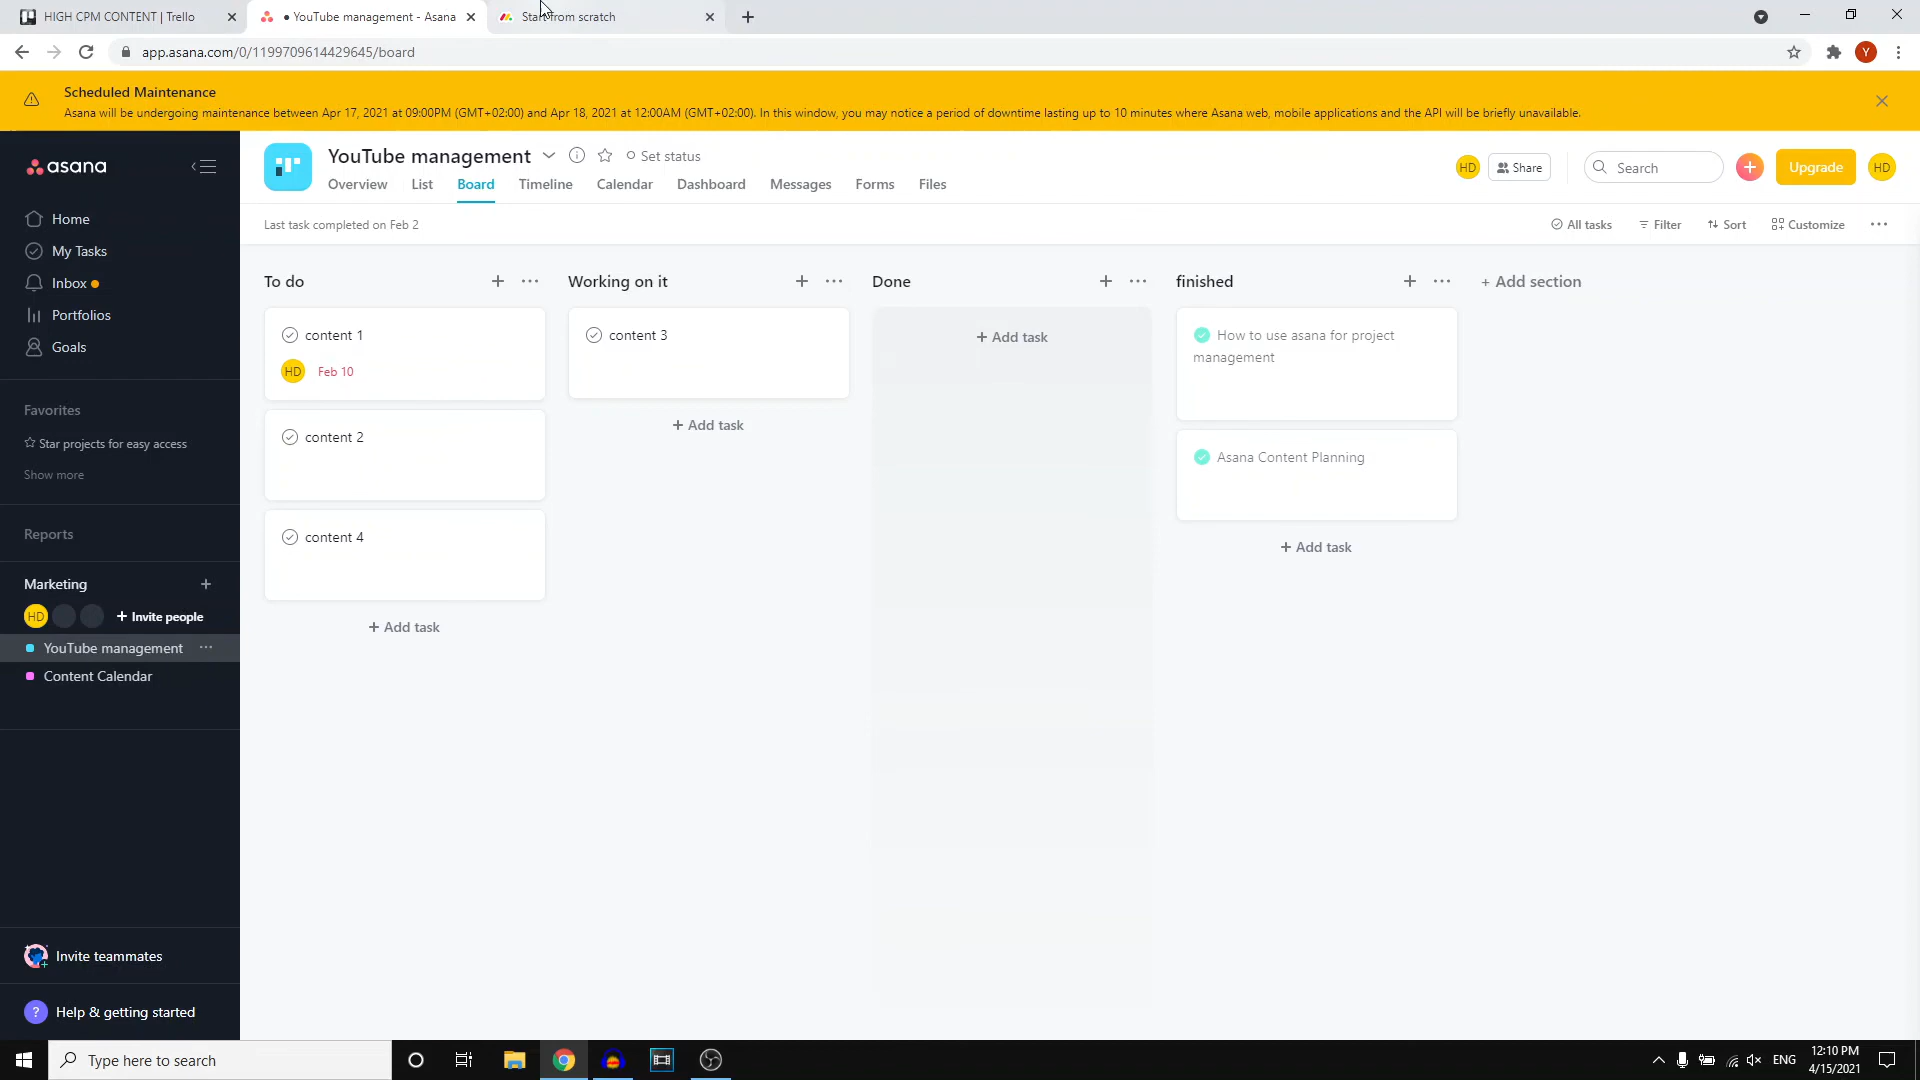 HIGH CPM CONTENT | Trello
• YouTube management - Asana
Start from scratch
app.asana.com/0/1199709614429645/board
Y
Scheduled Maintenance
Asana will be undergoing maintenance between Apr 17, 2021 at 09:00PM (GMT+02:00) and Apr 18, 2021 at 12:00AM (GMT+02:00). In this window, you may notice a period of downtime lasting up to 10 minutes where Asana web, mobile applications and the API will be briefly unavailable.
asana
Home
My Tasks
Inbox
Portfolios
Goals
Favorites
Star projects for easy access
Show more
Reports
Marketing
HD
+ Invite people
YouTube management
Content Calendar
Invite teammates
? Help & getting started
YouTube management
Set status
Overview List Board Timeline Calendar Dashboard Messages Forms Files
HD
Share
Search
Upgrade
HD
Last task completed on Feb 2
All tasks
Filter
Sort
Customize
To do
content 1
HD Feb 10
content 2
content 4
+ Add task
Working on it
content 3
+ Add task
Done
+ Add task
finished
How to use asana for project
management
Asana Content Planning
+ Add task
+ Add section
Type here to search
ENG
12:10 PM
4/15/2021